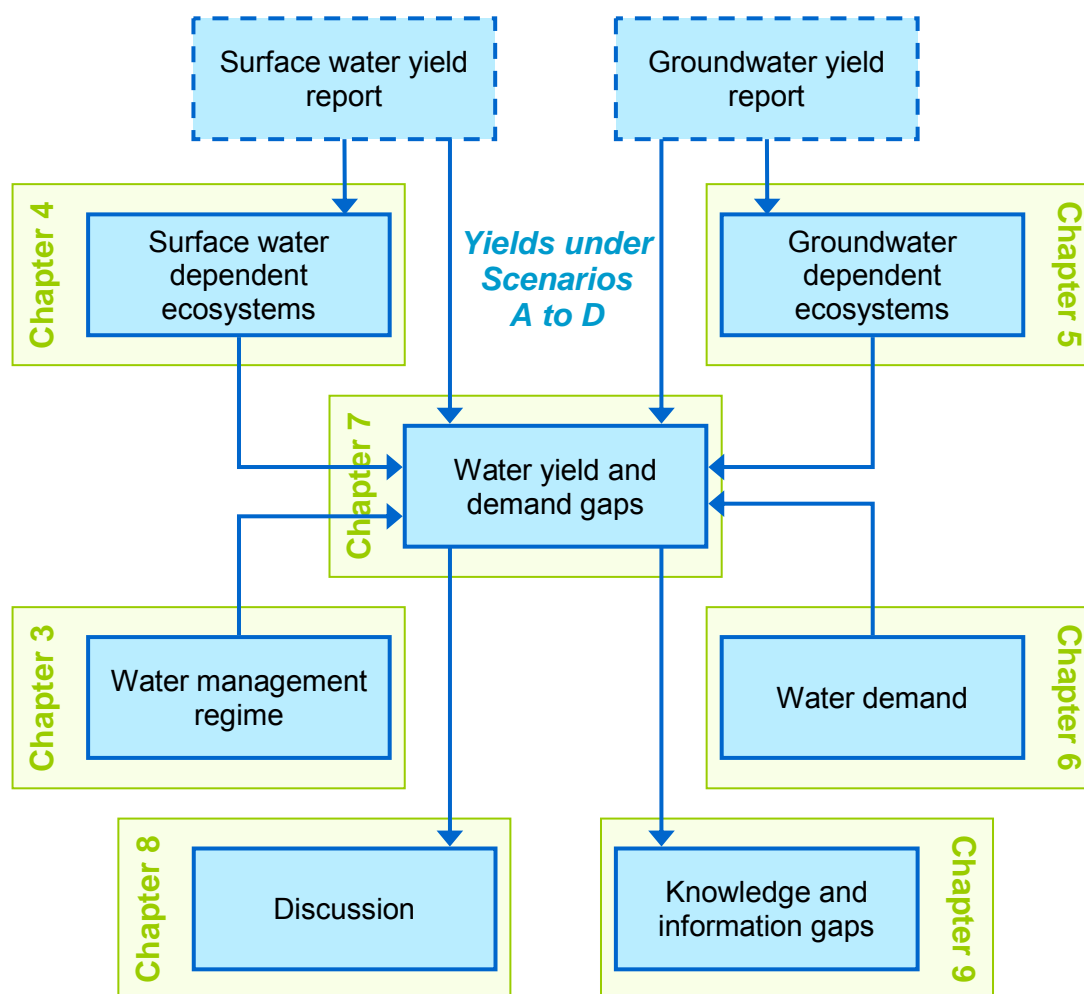 Surface water yield
report
Groundwater yield
report
Chapter 4
Surface water
dependent
ecosystems
Yields under
Scenarios
A to D
Groundwater
dependent
ecosystems
Chapter 5
Chapter 7
Water yield and
demand gaps
Chapter 3
Water management
regime
Water demand
Chapter 6
Chapter 8
Discussion
Knowledge and
information gaps
Chapter 9